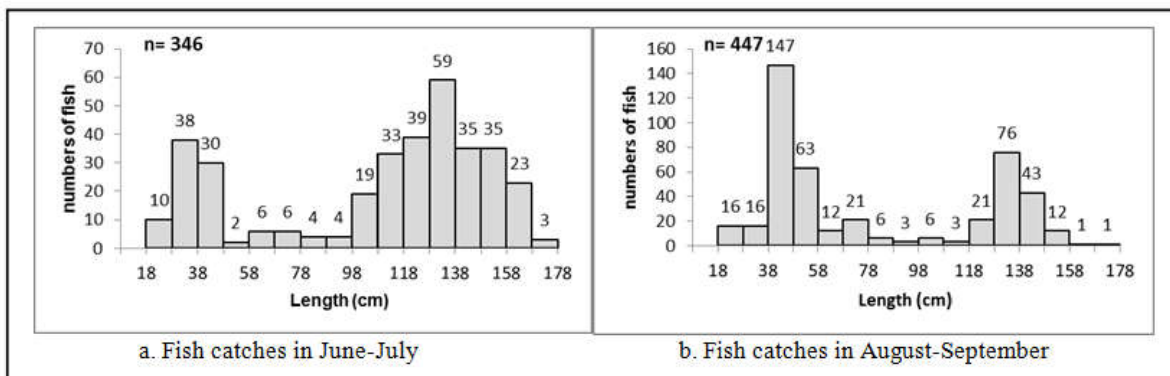 n= 346
numbers of fish
70
60
50
40
30
20
10
0
10 38 30 2 6 6 4 4 19 33 39 59 35 35 23 3
18 38 58 78 98 118 138 158 178
Length (cm)
a. Fish catches in June-July
n= 447
numbers of fish
160
140
120
100
80
60
40
20
0
16 16 147 63 12 21 6 3 6 3 21 76 43 12 1 1
18 38 58 78 98 118 138 158 178
Length (cm)
b. Fish catches in August-September